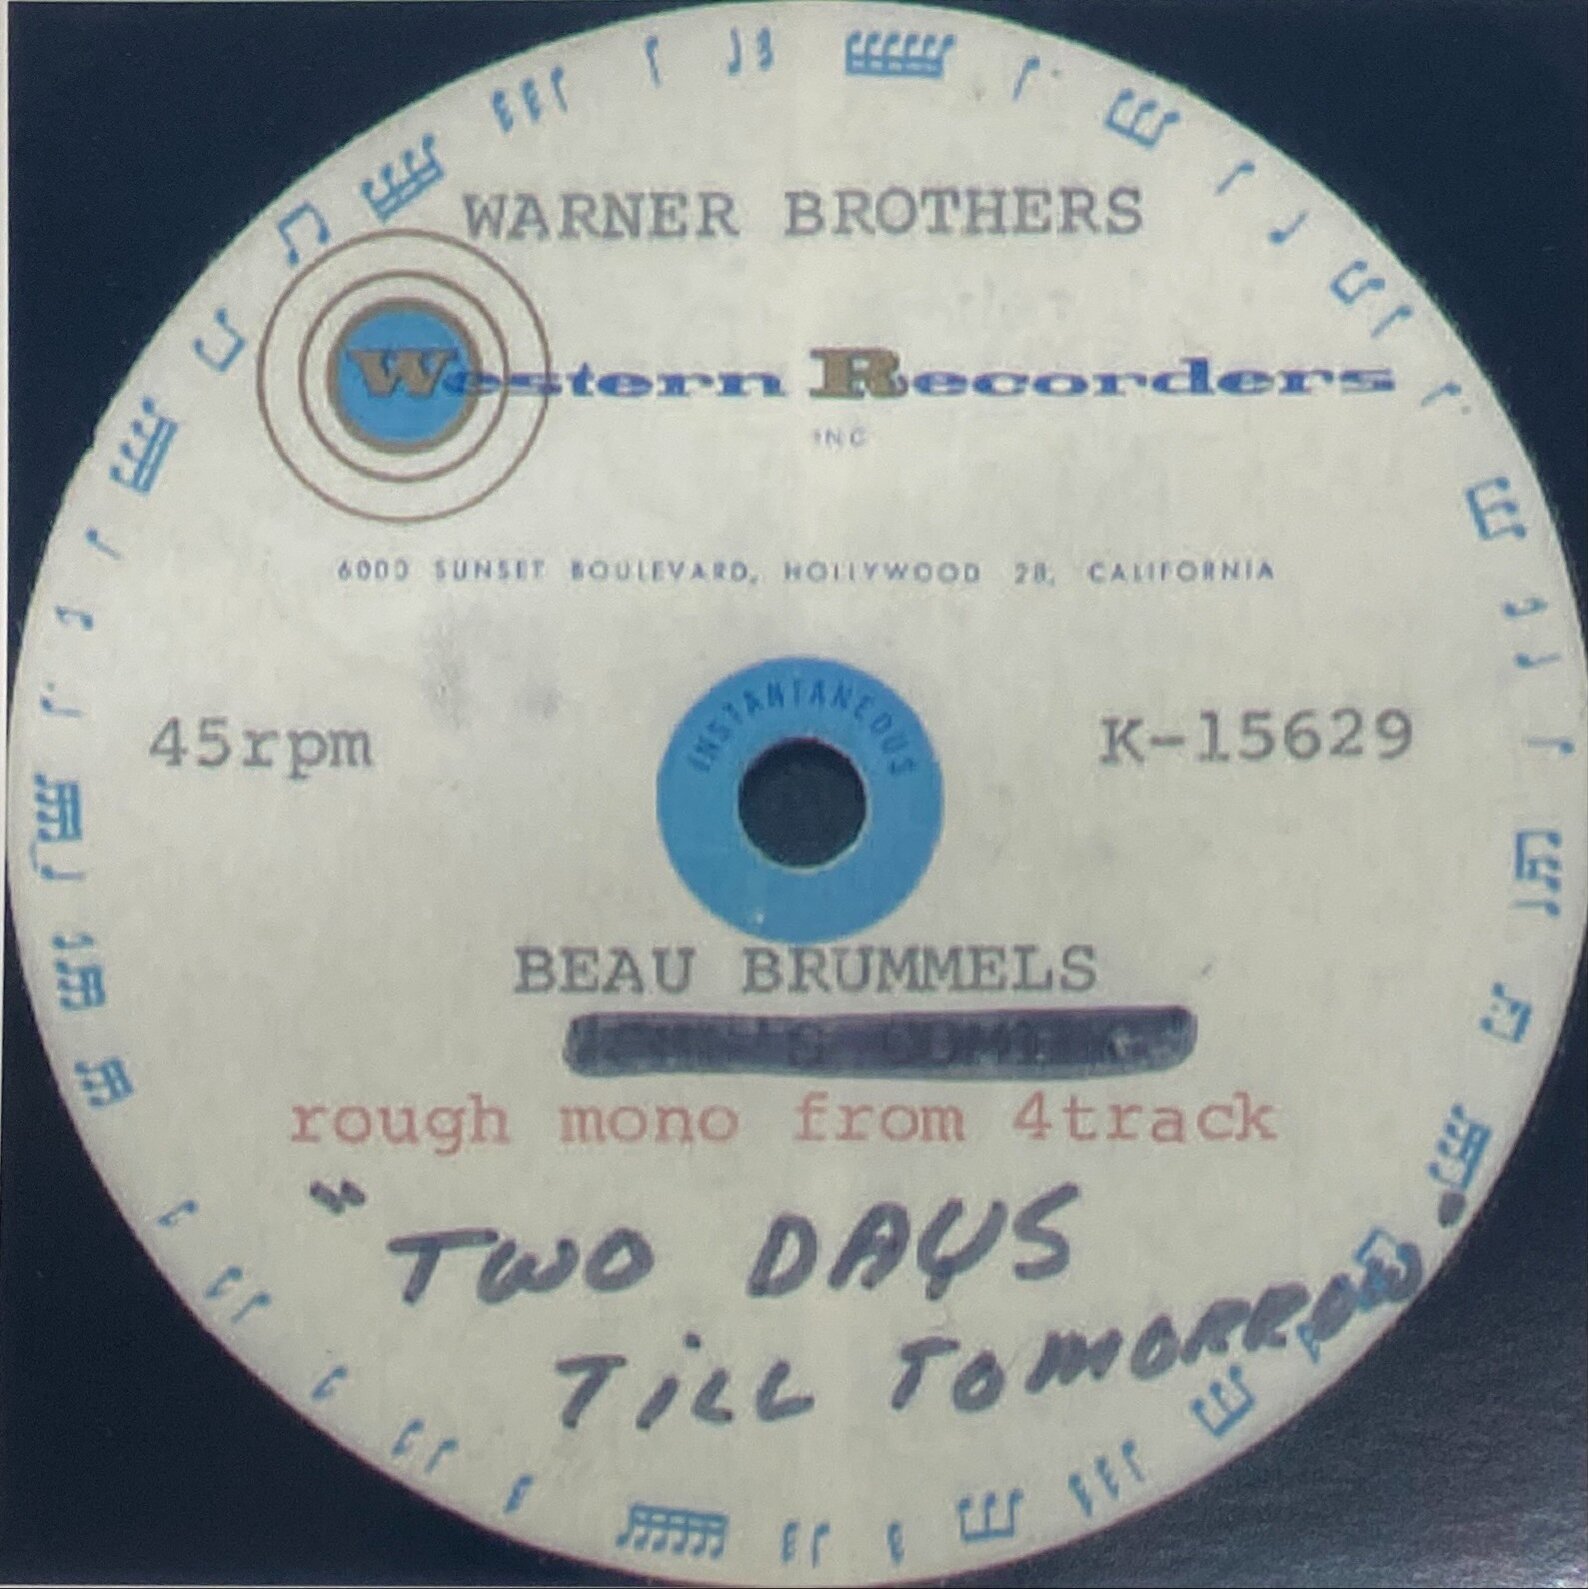 WARNER BROTHERS
Western Recorders
INC
6000 SUNSET BOULEVARD, HOLLYWOOD 28, CALIFORNIA
INSTANTANEOUS
45rpm K-15629
BEAU BRUMMELS
rough mono from 4track
"TWO DAYS
TILL TOMORROW"